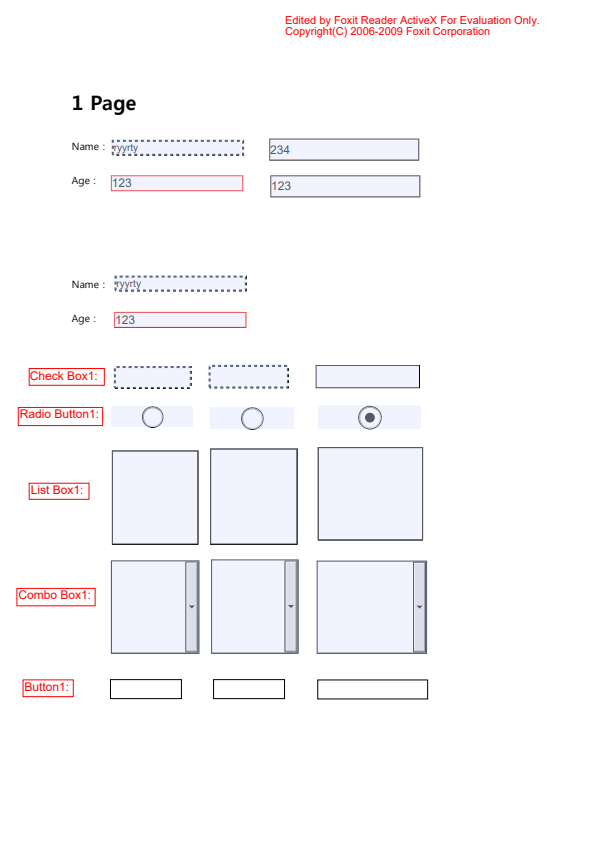 Edited by Foxit Reader ActiveX For Evaluation Only.
Copyright(C) 2006-2009 Foxit Corporation
1 Page
Name : ryyrty 234
Age : 123 123
Name : ryyrty
Age : 123
Check Box1:
Radio Button1:
List Box1:
Combo Box1:
Button1: